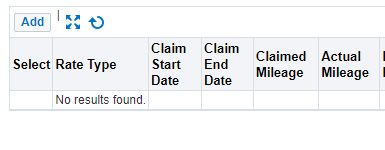 Add
Select Rate Type Claim Start Date Claim End Date Claimed Mileage Actual Mileage
No results found.